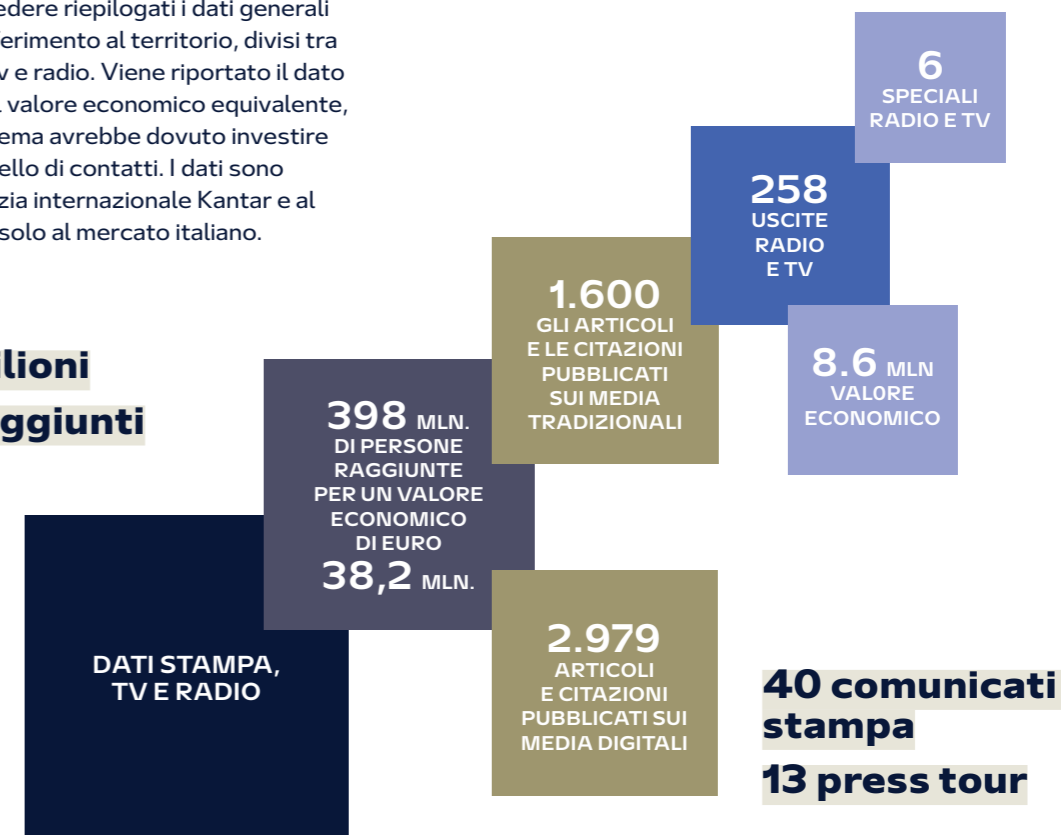 edere riepilogati i dati generali
ferimento al territorio, divisi tra
v e radio. Viene riportato il dato
l valore economico equivalente,
ema avrebbe dovuto investire
ello di contatti. I dati sono
zia internazionale Kantar e al
solo al mercato italiano.
6
SPECIALI
RADIO E TV
258
USCITE
RADIO
E TV
1.600
GLI ARTICOLI
E LE CITAZIONI
PUBBLICATI
SUI MEDIA
TRADIZIONALI
8.6 MLN
VAL0RE
ECONOMICO
ilioni
ggiunti
398 MLN.
DI PERSONE
RAGGIUNTE
PER UN VALORE
ECONOMICO
DI EURO
38,2 MLN.
DATI STAMPA,
TV E RADIO
2.979
ARTICOLI
E CITAZIONI
PUBBLICATI SUI
MEDIA DIGITALI
40 comunicati
stampa
13 press tour